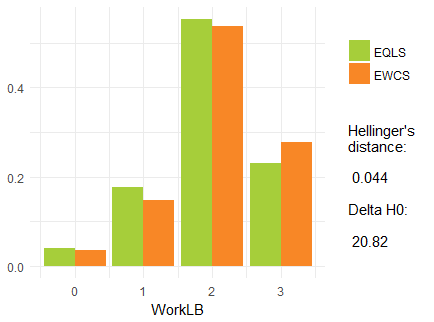 0.4
0.2
0.0
0 1 2 3
WorkLB
EQLS
EWCS
Hellinger's
distance:
0.044
Delta H0:
20.82